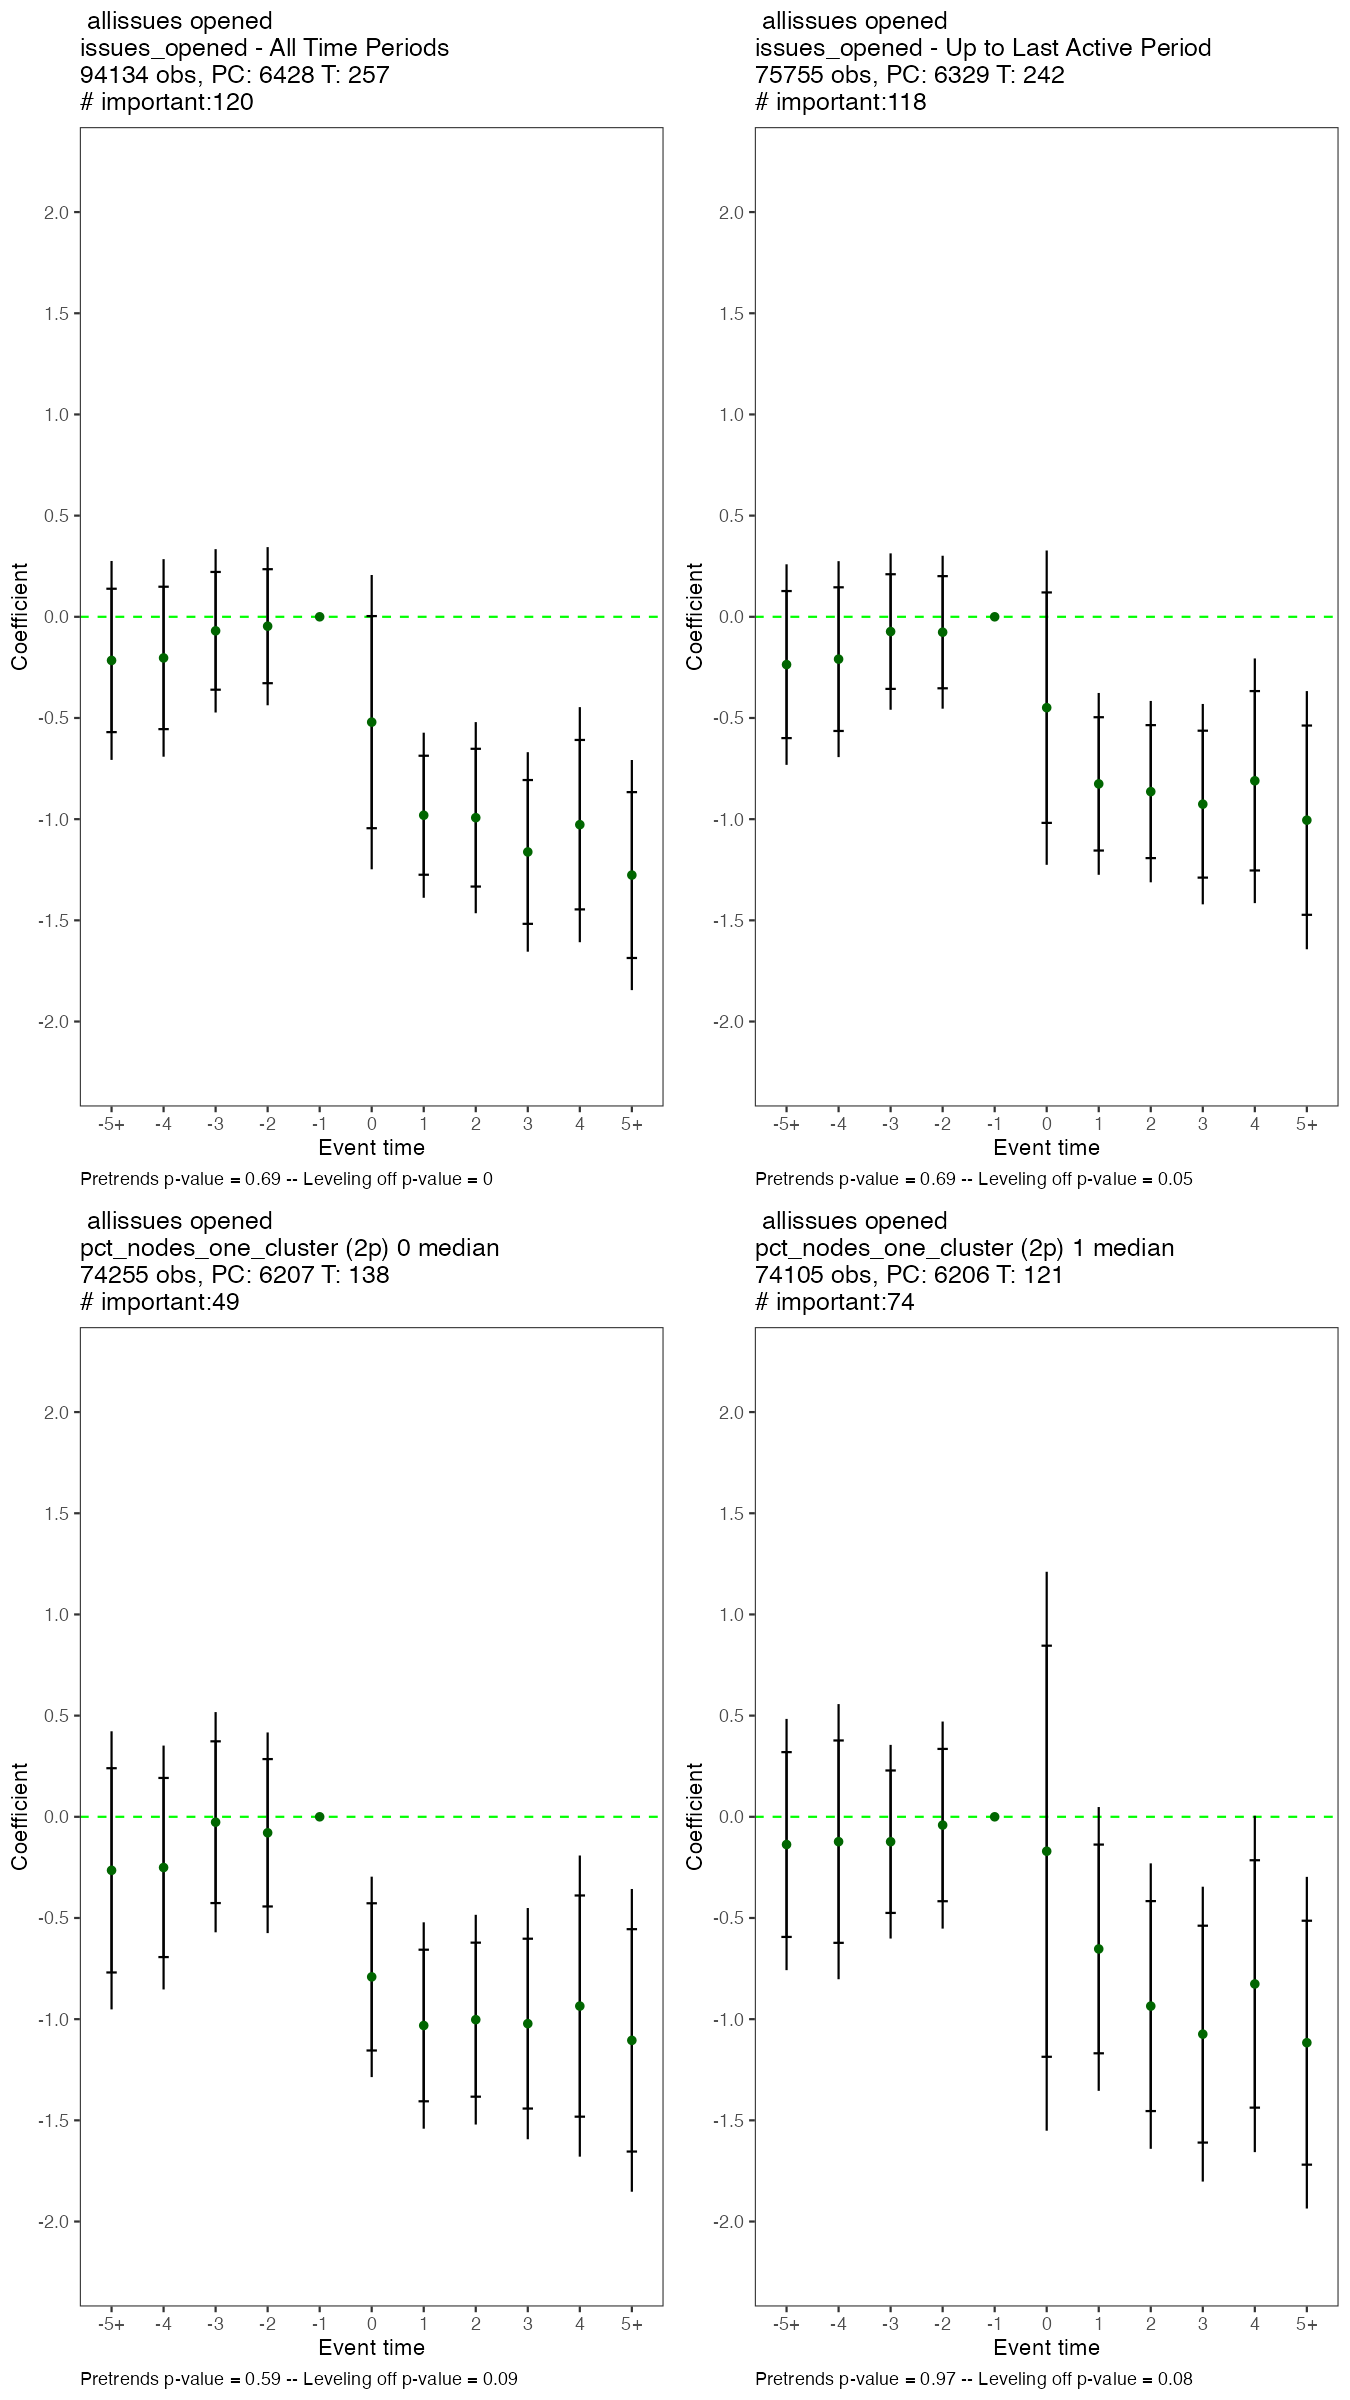 allissues opened
issues_opened - All Time Periods
94134 obs, PC: 6428 T: 257
# important:120
2.0
1.5
1.0
0.5
0.0
-0.5
-1.0
-1.5
-2.0
Coefficient
-5+ -4 -3 -2 -1 0 1 2 3 4 5+
Event time
Pretrends p-value = 0.69 -- Leveling off p-value = 0
allissues opened
issues_opened - Up to Last Active Period
75755 obs, PC: 6329 T: 242
# important:118
2.0
1.5
1.0
0.5
0.0
-0.5
-1.0
-1.5
-2.0
Coefficient
-5+ -4 -3 -2 -1 0 1 2 3 4 5+
Event time
Pretrends p-value = 0.69 -- Leveling off p-value = 0.05
allissues opened
pct_nodes_one_cluster (2p) 0 median
74255 obs, PC: 6207 T: 138
# important:49
2.0
1.5
1.0
0.5
0.0
-0.5
-1.0
-1.5
-2.0
Coefficient
-5+ -4 -3 -2 -1 0 1 2 3 4 5+
Event time
Pretrends p-value = 0.59 -- Leveling off p-value = 0.09
allissues opened
pct_nodes_one_cluster (2p) 1 median
74105 obs, PC: 6206 T: 121
# important:74
2.0
1.5
1.0
0.5
0.0
-0.5
-1.0
-1.5
-2.0
Coefficient
-5+ -4 -3 -2 -1 0 1 2 3 4 5+
Event time
Pretrends p-value = 0.97 -- Leveling off p-value = 0.08